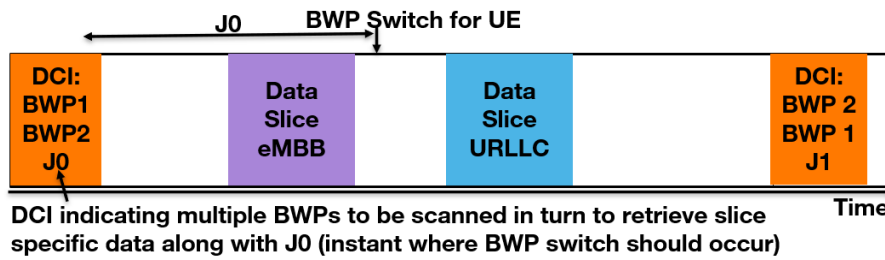 J0
BWP Switch for UE
DCI:
BWP1
BWP2
J0
Data
Slice
eMBB
Data
Slice
URLLC
DCI:
BWP 2
BWP 1
J1
Time
DCI indicating multiple BWPs to be scanned in turn to retrieve slice
specific data along with J0 (instant where BWP switch should occur)